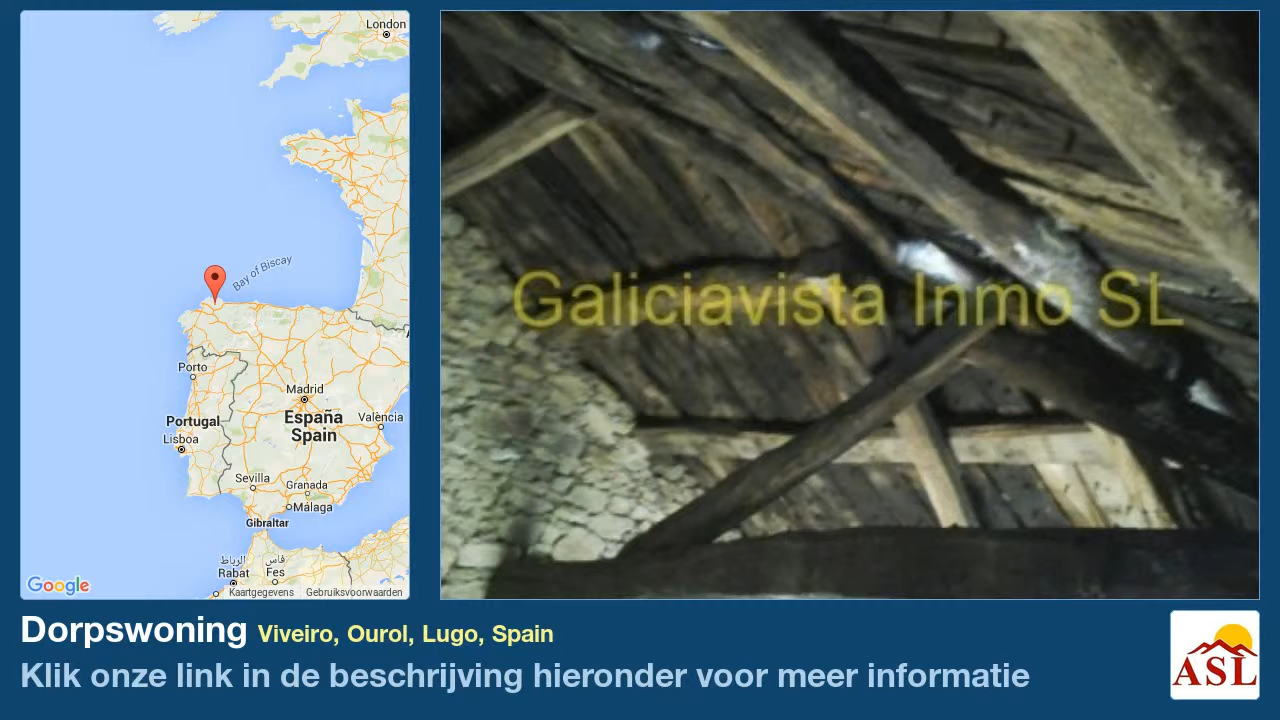 London
Bay of Biscay
Porto
Madrid
Portugal
España
Spain
València
Lisboa
Sevilla
Granada
Málaga
Gibraltar
الرباط
Rabat
فاس
Fes
Google
Kaartgegevens Gebruiksvoorwaarden
Galiciavista Inmo SL
Dorpswoning Viveiro, Ourol, Lugo, Spain
Klik onze link in de beschrijving hieronder voor meer informatie
ASL